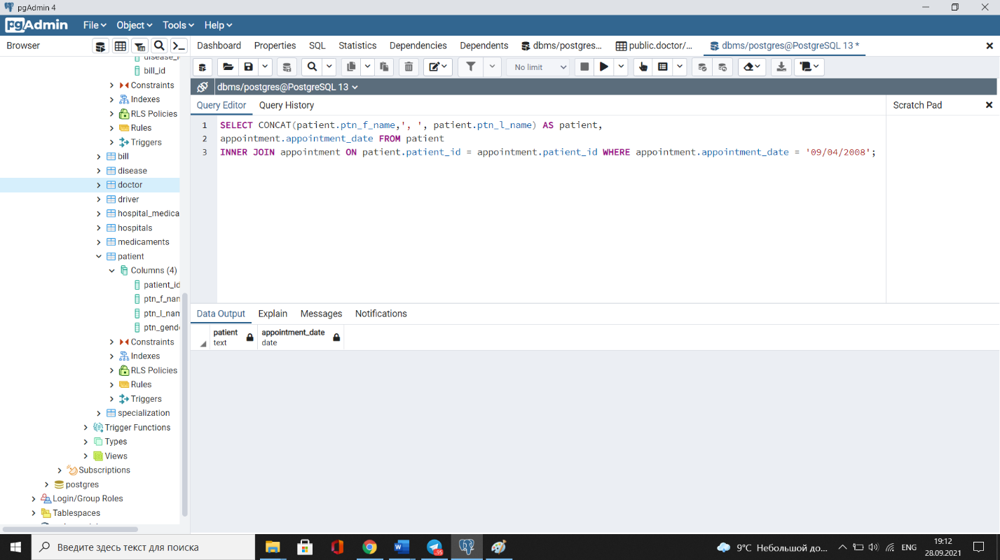 pgAdmin 4
pgAdmin File Object Tools Help
Browser
Dashboard Properties SQL Statistics Dependencies Dependents dbms/postgres... public.doctor/... dbms/postgres@PostgreSQL 13 *
No limit
dbms/postgres@PostgreSQL 13
Query Editor Query History
Scratch Pad
1 SELECT CONCAT(patient.ptn_f_name,', ', patient.ptn_l_name) AS patient,
2 appointment.appointment_date FROM patient
3 INNER JOIN appointment ON patient.patient_id = appointment.patient_id WHERE appointment.appointment_date = '09/04/2008';
bill_id
Constraints
Indexes
RLS Policies
Rules
Triggers
bill
disease
doctor
driver
hospital_medica
hospitals
medicaments
patient
Columns (4)
patient_id
ptn_f_nam
ptn_l_nam
ptn_gende
Constraints
Indexes
RLS Policies
Rules
Triggers
specialization
Trigger Functions
Types
Views
Subscriptions
postgres
Login/Group Roles
Tablespaces
Data Output Explain Messages Notifications
patient appointment_date
text date
Введите здесь текст для поиска
..95
9°C Небольшой до...
ENG
19:12
28.09.2021